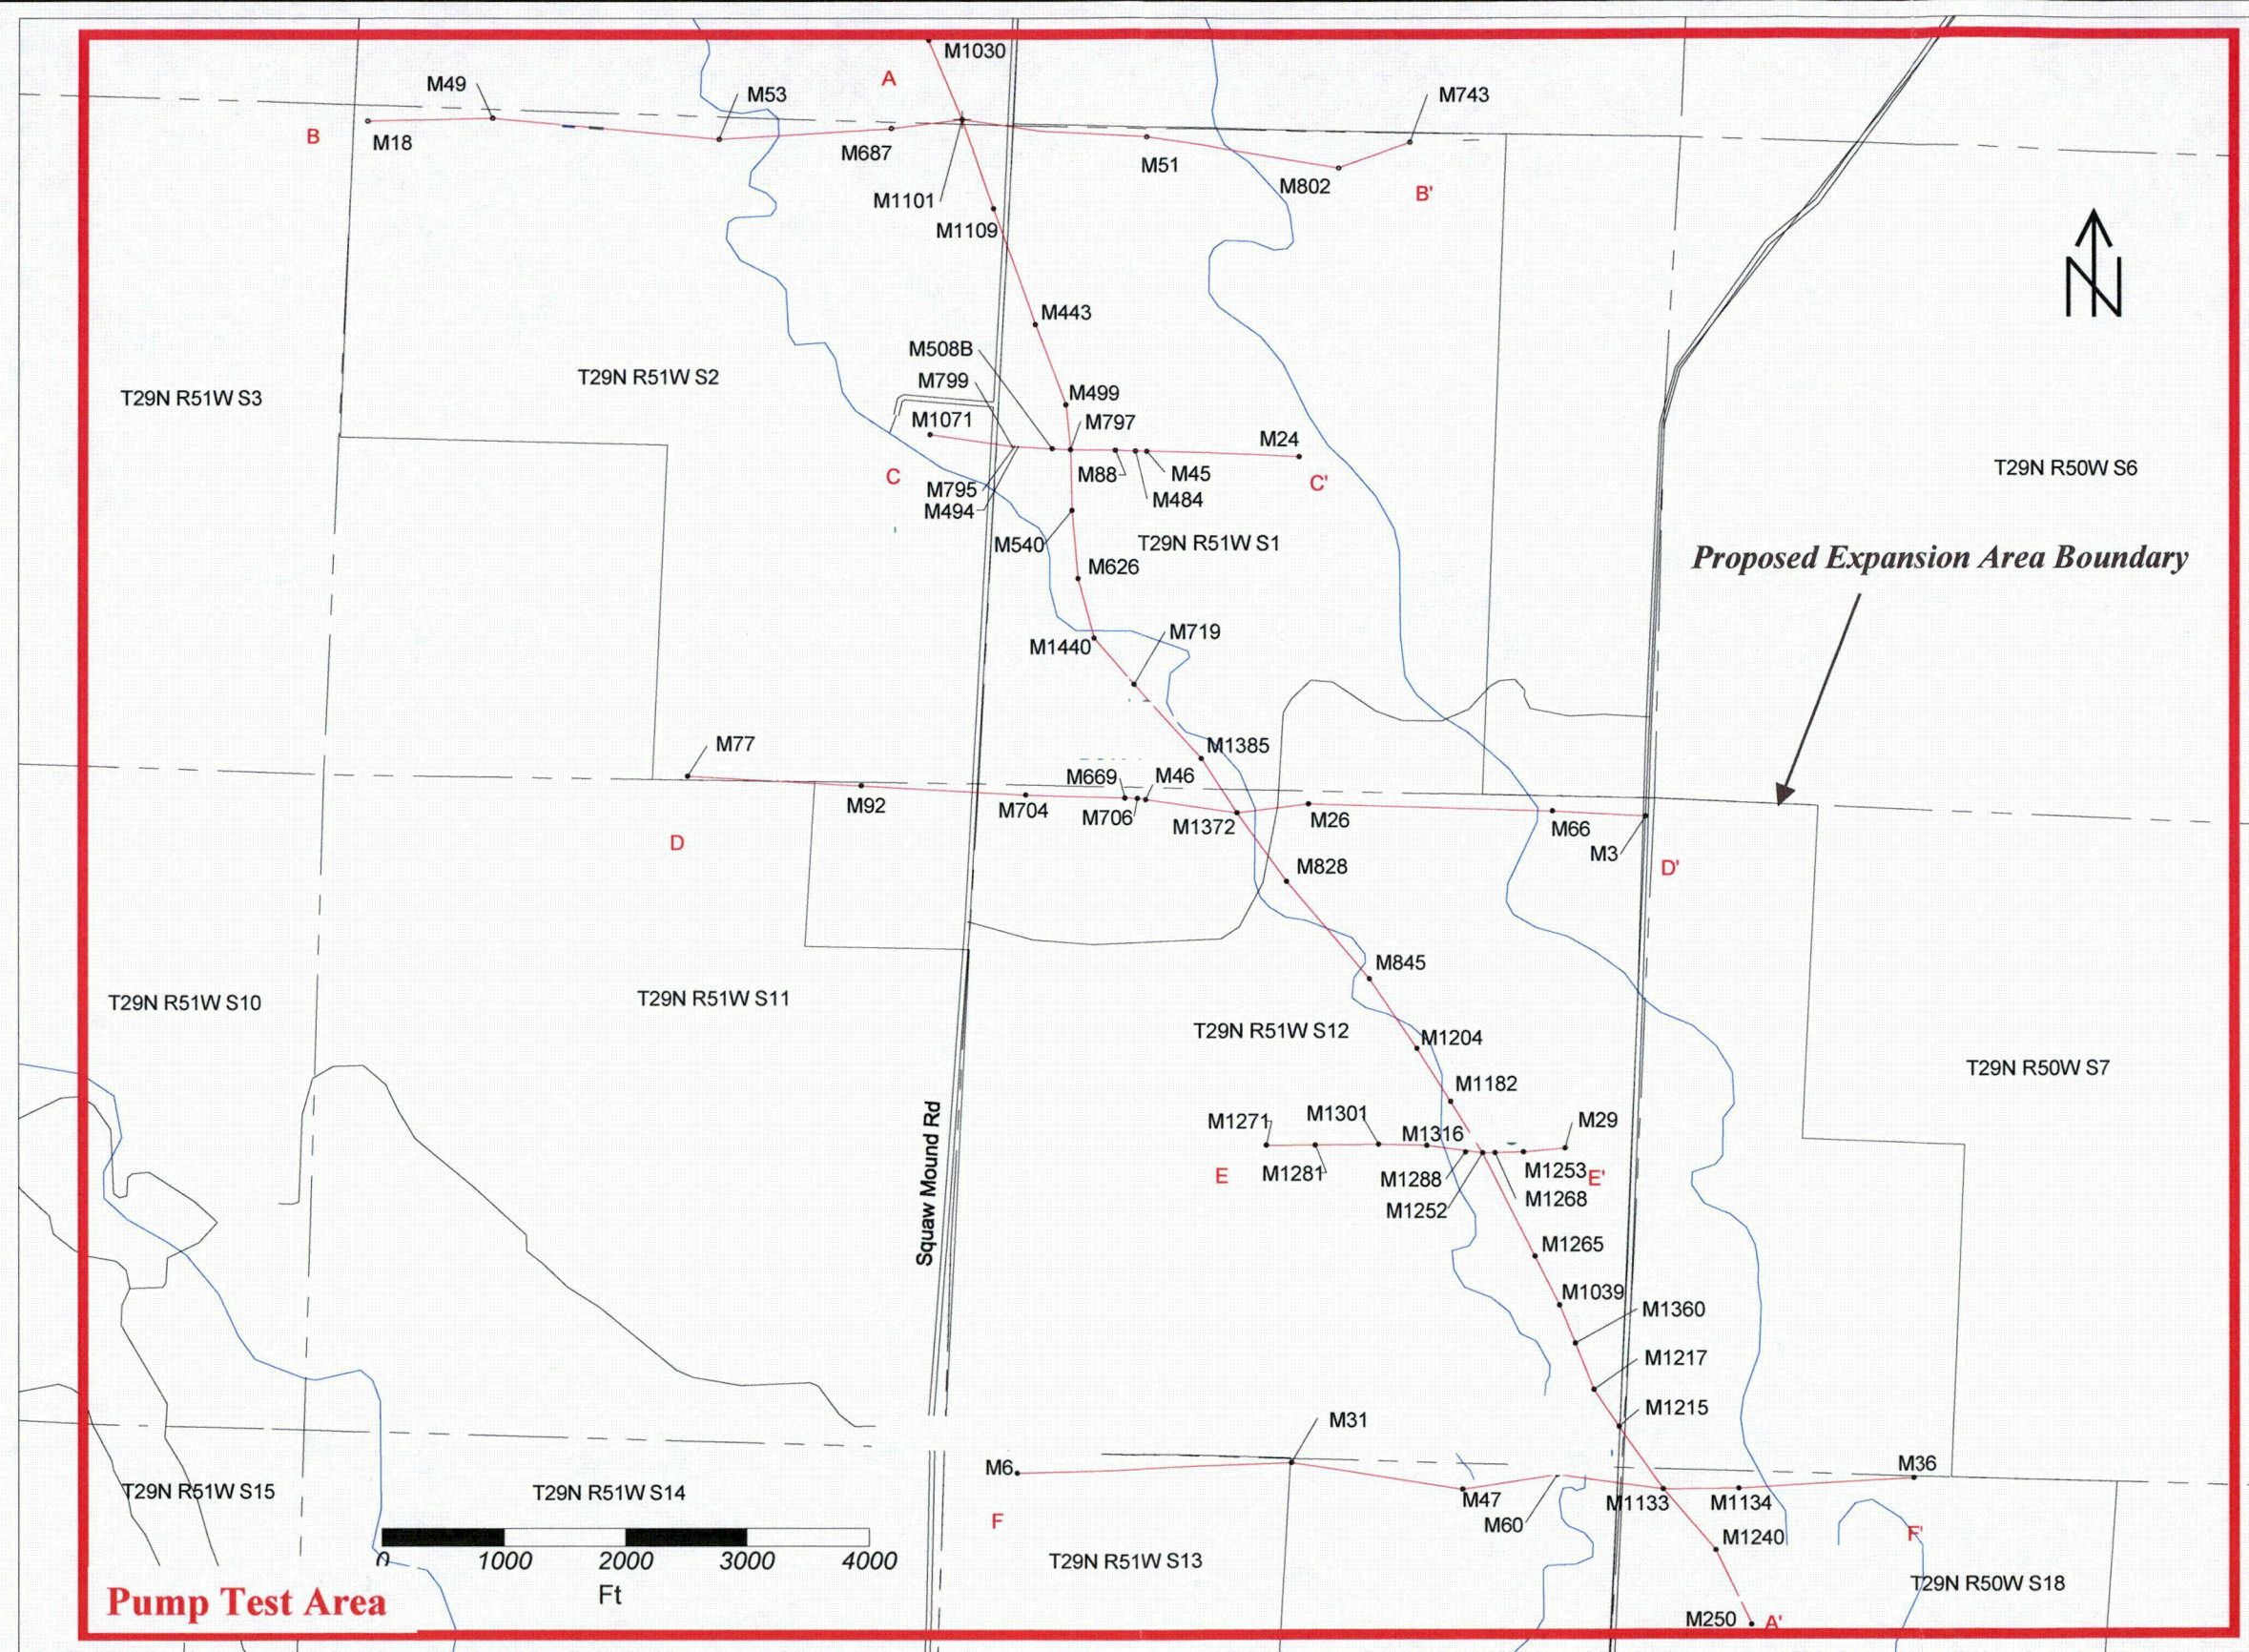 M1030
A
M49
M53
M743
B
M18
M687
M51
M802
B'
M1101
M1109
N
M443
M508B
T29N R51W S3
T29N R51W S2
M799
M499
M1071
M797
M24
C
M88
M45
C'
T29N R50W S6
M795
M484
M494
M540
T29N R51W S1
Proposed Expansion Area Boundary
M626
M719
M1440
M77
M1385
M669
M46
M92
M704
M706
M1372
M26
M66
M3
D
D'
M828
M845
T29N R51W S10
T29N R51W S11
T29N R51W S12
M1204
T29N R50W S7
M1182
M1271
M1301
M1316
M29
E
M1281
M1288
M1253
E'
M1268
M1252
Squaw Mound Rd
M1265
M1039
M1360
M1217
M1215
M31
M6
M36
T29N R51W S15
T29N R51W S14
M47
M1133
M1134
F
M60
F'
M1240
0 1000 2000 3000 4000
Ft
T29N R51W S13
T29N R50W S18
Pump Test Area
M250
A'